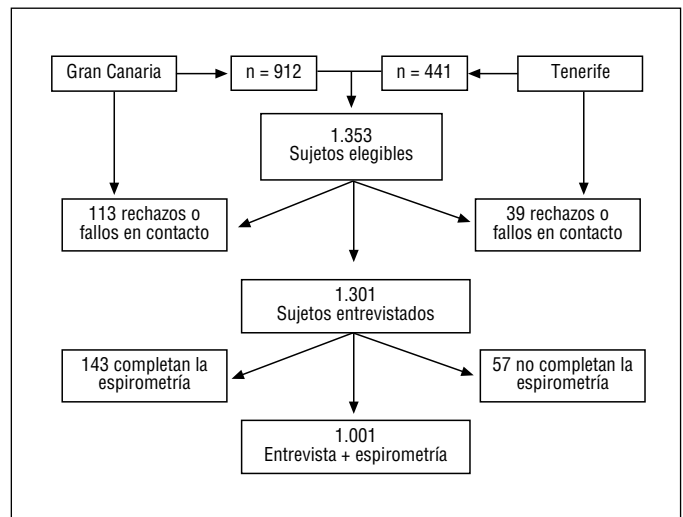 Gran Canaria
n = 912
n = 441
Tenerife
1.353
Sujetos elegibles
113 rechazos o
fallos en contacto
39 rechazos o
fallos en contacto
1.301
Sujetos entrevistados
143 completan la
espirometría
57 no completan la
espirometría
1.001
Entrevista + espirometría